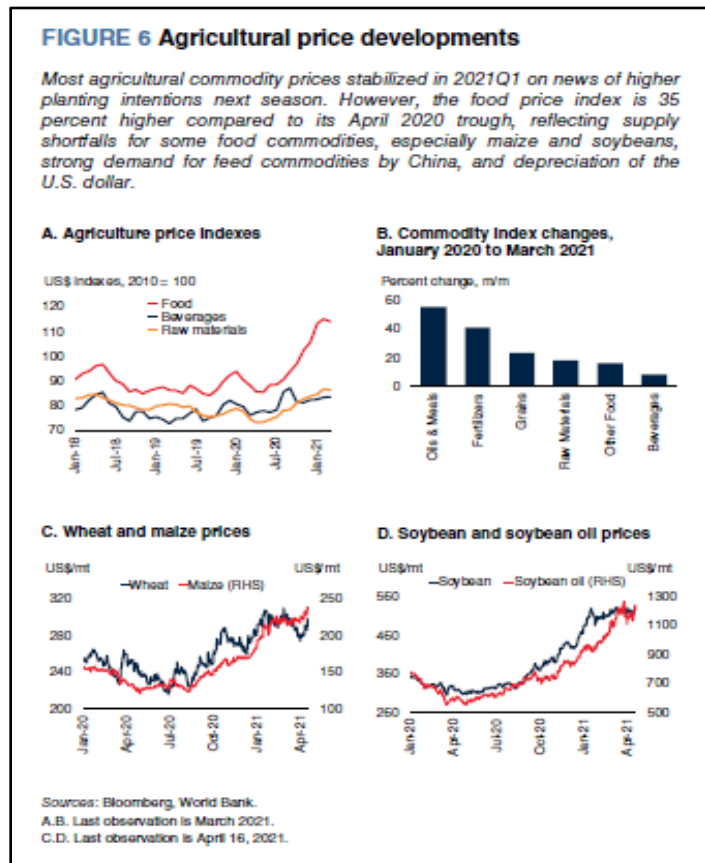 FIGURE 6 Agricultural price developments
Most agricultural commodity prices stabilized in 2021Q1 on news of higher
planting intentions next season. However, the food price index is 35
percent higher compared to its April 2020 trough, reflecting supply
shortfalls for some food commodities, especially maize and soybeans,
strong demand for feed commodities by China, and depreciation of the
U.S. dollar.
A. Agriculture price indexes
US$ indexes, 2010 = 100
Food
Beverages
Raw materials
120
110
100
90
80
70
Jan-18
Jul-18
Jan-19
Jul-19
Jan-20
Jul-20
Jan-21
B. Commodity index changes,
January 2020 to March 2021
Percent change, m/m
60
40
20
0
Oils & Meals
Fertilizers
Grains
Raw Materials
Other Food
Beverages
C. Wheat and maize prices
US$/mt
US$/mt
Wheat
Maize (RHS)
320
280
240
200
250
200
150
100
Jan-20
Apr-20
Jul-20
Oct-20
Jan-21
Apr-21
D. Soybean and soybean oil prices
US$/mt
US$/mt
Soybean
Soybean oil (RHS)
560
460
360
260
1300
1100
900
700
500
Jan-20
Apr-20
Jul-20
Oct-20
Jan-21
Apr-21
Sources: Bloomberg, World Bank.
A.B. Last observation is March 2021.
C.D. Last observation is April 16, 2021.